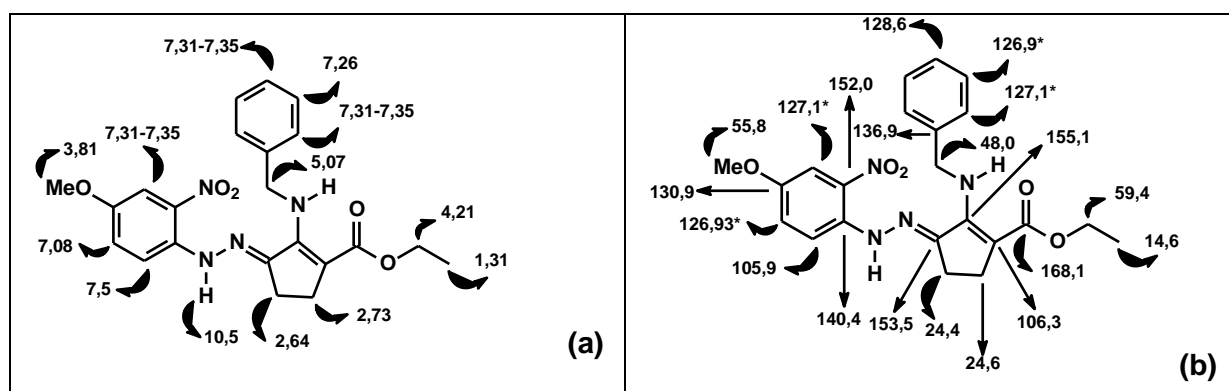 7,31-7,35
7,26
7,31-7,35
7,31-7,35
3,81
5,07
MeO
NO2
H
N
O
4,21
7,08
N
N
O
7,5
H
1,31
10,5
2,64
2,73
(a)
128,6
126,9*
152,0
127,1*
127,1*
55,8
136,9
48,0
155,1
MeO
NO2
H
130,9
N
O
59,4
126,93*
N
N
O
14,6
105,9
H
168,1
140,4
153,5
24,4
106,3
24,6
(b)